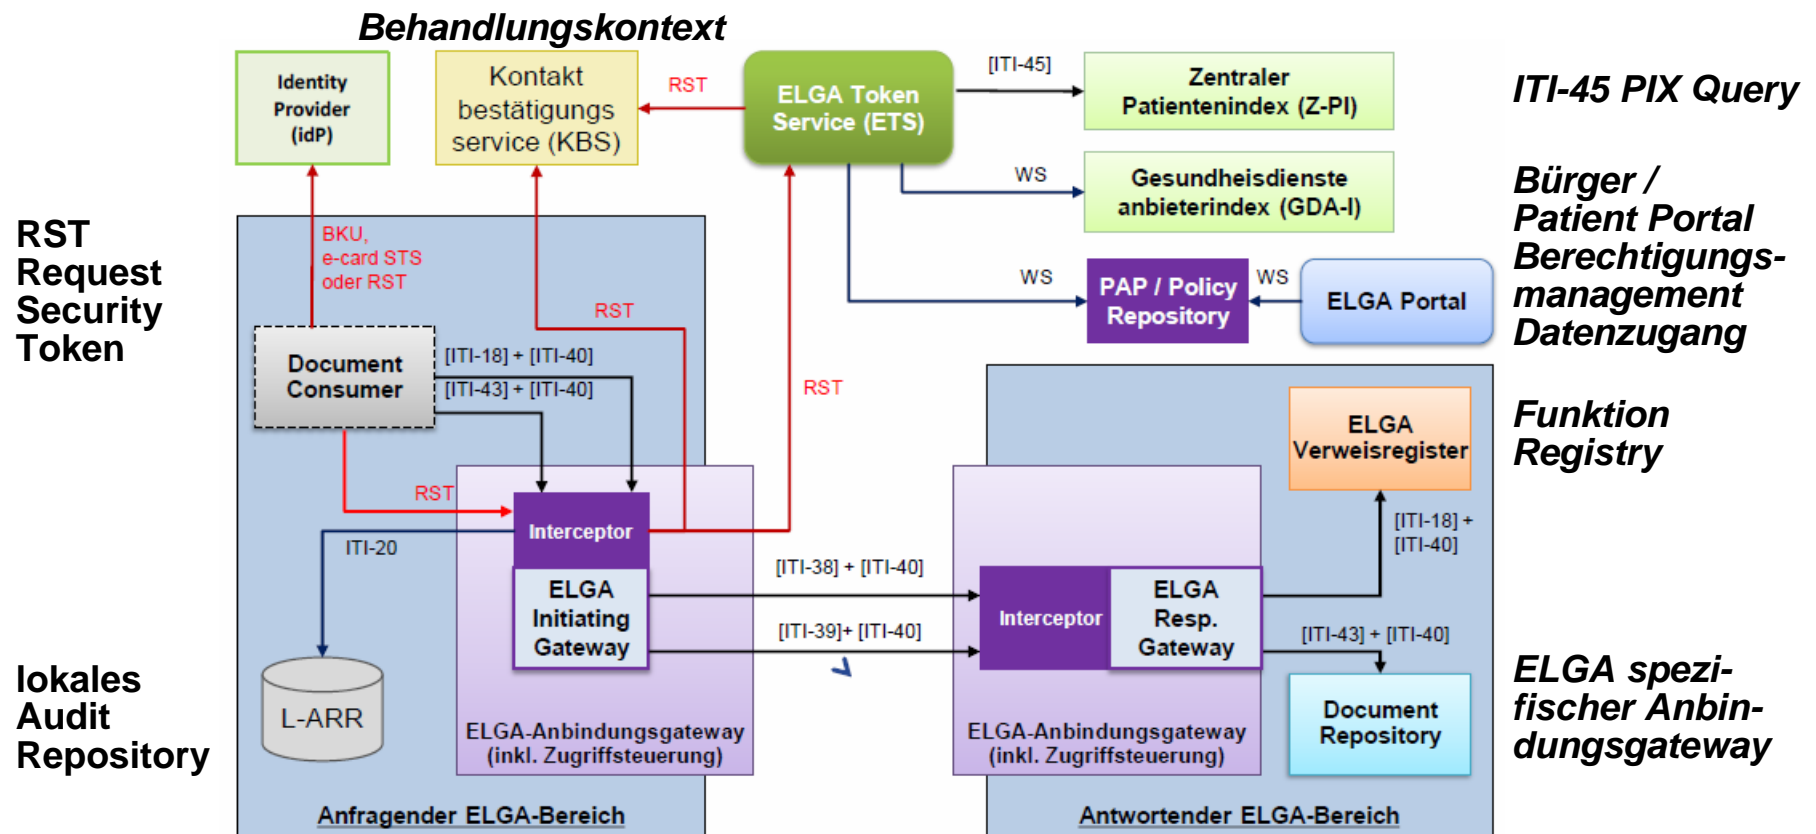 Behandlungskontext
Identity
Provider
(idP)
Kontakt
bestätigungs
service (KBS)
RST
ELGA Token
Service (ETS)
[ITI-45]
Zentraler
Patientenindex (Z-PI)
ITI-45 PIX Query
WS
Gesundheisdienste
anbieterindex (GDA-I)
Bürger /
Patient Portal
Berechtigungs-
management
Datenzugang
RST
Request
Security
Token
BKU,
e-card STS
oder RST
WS
PAP / Policy
Repository
WS
ELGA Portal
RST
Document
Consumer
[ITI-18] + [ITI-40]
[ITI-43] + [ITI-40]
RST
ELGA
Verweisregister
Funktion
Registry
RST
Interceptor
ITI-20
[ITI-18] +
[ITI-40]
ELGA
Initiating
Gateway
[ITI-38] + [ITI-40]
[ITI-39]+ [ITI-40]
Interceptor
ELGA
Resp.
Gateway
[ITI-43] + [ITI-40]
lokales
Audit
Repository
L-ARR
ELGA-Anbindungsgateway
(inkl. Zugriffsteuerung)
ELGA-Anbindungsgateway
(inkl. Zugriffsteuerung)
Document
Repository
ELGA spezi-
fischer Anbin-
dungsgateway
Anfragender ELGA-Bereich
Antwortender ELGA-Bereich